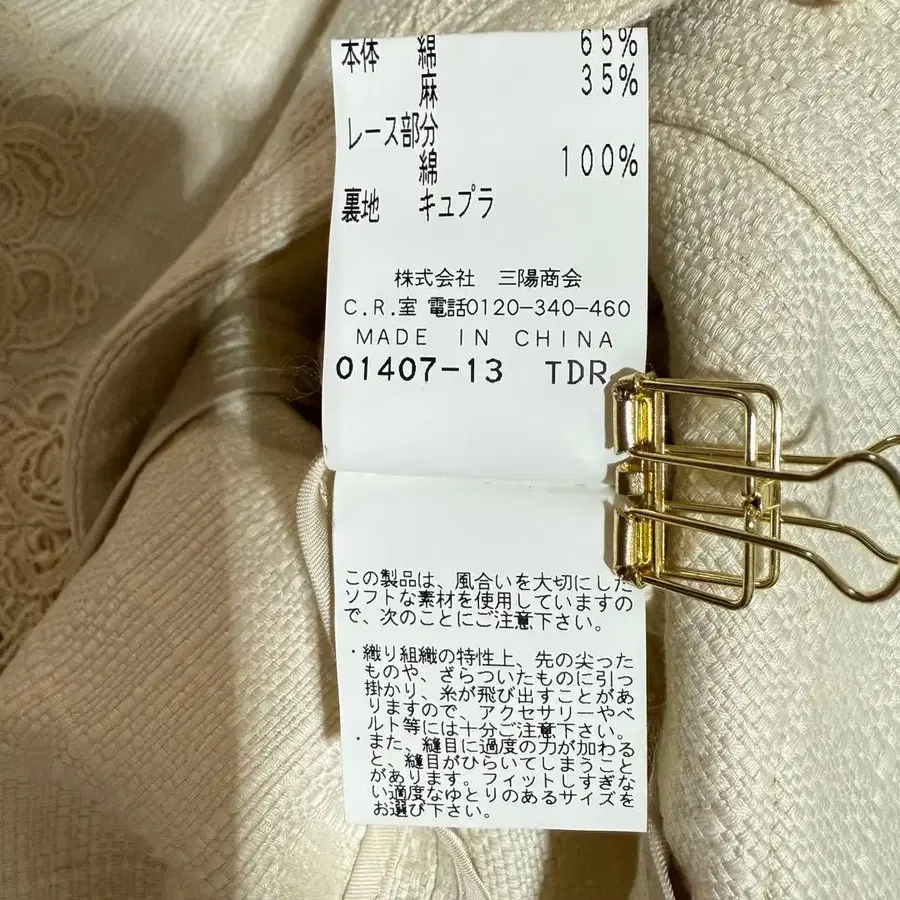 本体 綿 65%
麻 35%
レース部分
綿 100%
裏地 キュプラ
株式会社 三陽商会
C.R.室 電話0120-340-460
MADE IN CHINA
01407-13 TDR
この製品は、風合いを大切にした
ソフトな素材を使用していますの
で、次のことにご注意下さい。
・織り組織の特性上、先の尖った
ものや、ざらついたものに引っ
掛かり、糸が飛び出すことがあ
りますので、アクセサリーやベ
ルト等には十分ご注意下さい。
・また、縫目に過度の力が加わる
と、縫目がひらいてしまうこと
があります。フィットしすぎな
い適度なゆとりのあるサイズを
お選び下さい。